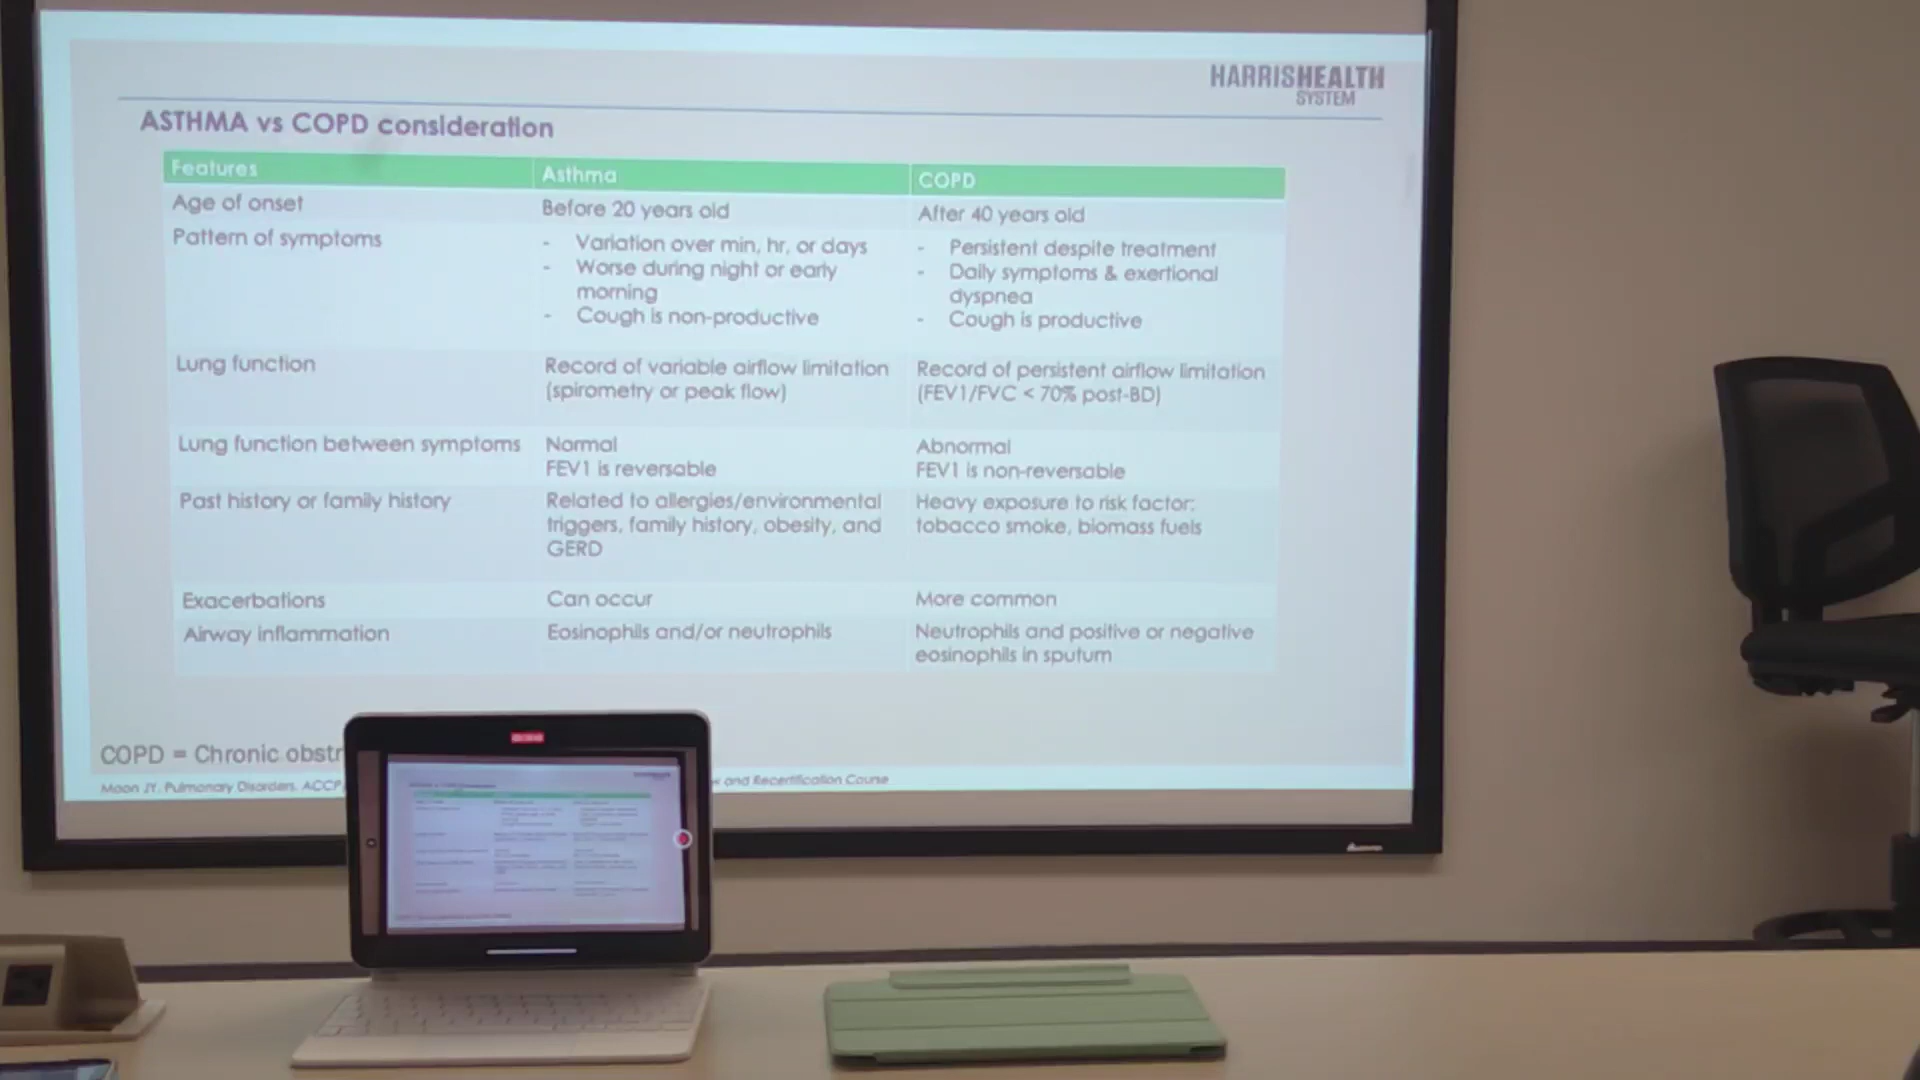 HARRISHEALTH
SYSTEM
ASTHMA vs COPD consideration
Features
Asthma
COPD
Age of onset
Before 20 years old
After 40 years old
Pattern of symptoms
- Variation over min, hr, or days
- Worse during night or early
morning
- Cough is non-productive
- Persistent despite treatment
- Daily symptoms & exertional
dyspnea
- Cough is productive
Lung function
Record of variable airflow limitation
(spirometry or peak flow)
Record of persistent airflow limitation
(FEV1/FVC < 70% post-BD)
Lung function between symptoms
Normal
FEV1 is reversable
Abnormal
FEV1 is non-reversable
Past history or family history
Related to allergies/environmental
triggers, family history, obesity, and
GERD
Heavy exposure to risk factor:
tobacco smoke, biomass fuels
Exacerbations
Can occur
More common
Airway inflammation
Eosinophils and/or neutrophils
Neutrophils and positive or negative
eosinophils in sputum
COPD = Chronic obstr
Moon JY. Pulmonary Disorders. ACCP
and Recertification Course